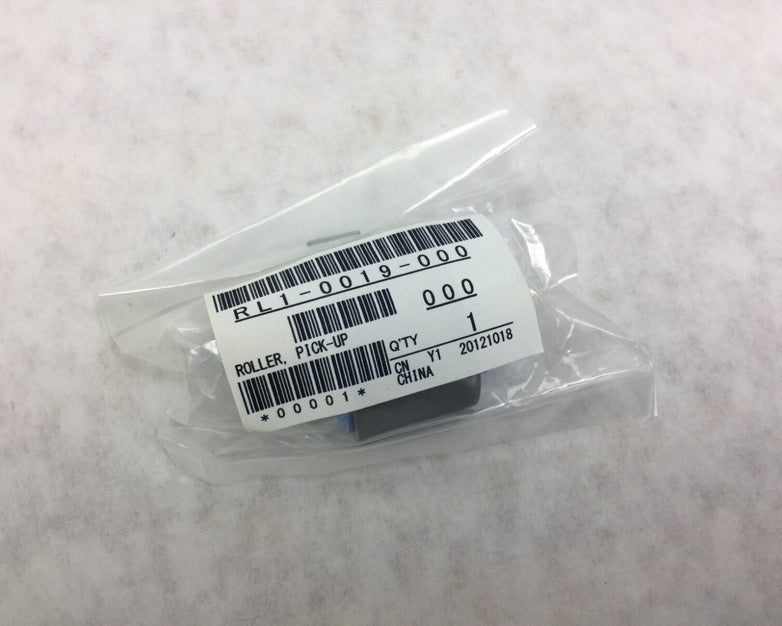 RL1-0019-000
000
ROLLER, PICK-UP
Q'TY 1
CN Y1 20121018
CHINA
*00001*